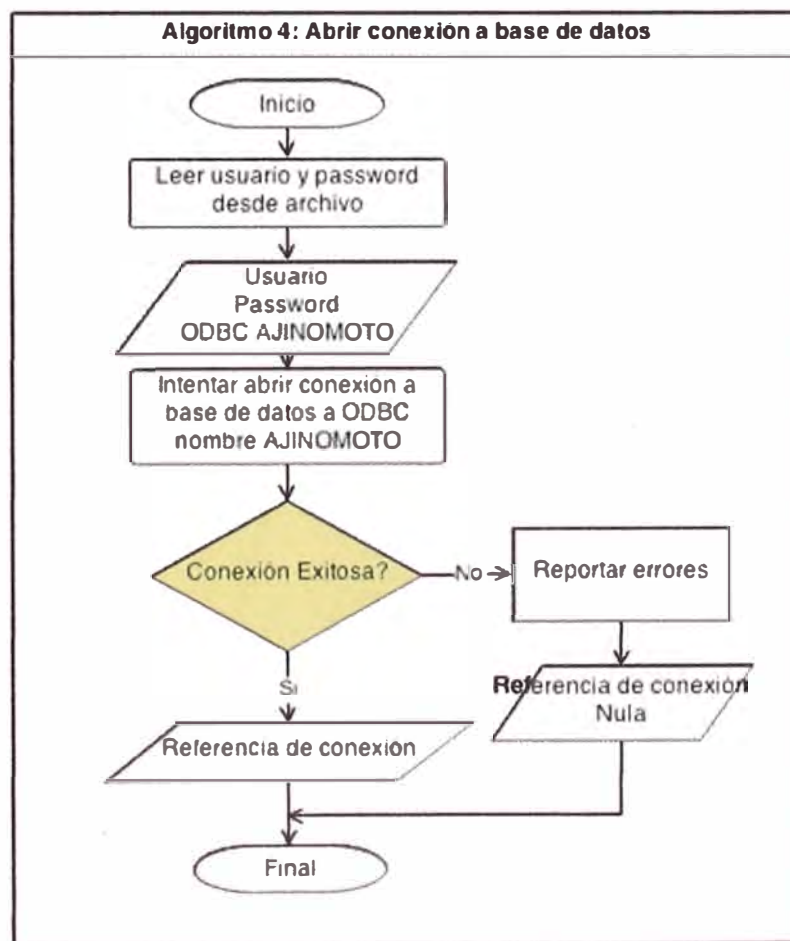 Algoritmo 4: Abrir conexión a base de datos
Inicio
Leer usuario y password
desde archivo
Usuario
Password
ODBC AJINOMOTO
Intentar abrir conexión a
base de datos a ODBC
nombre AJINOMOTO
Conexión Exitosa?
No
Reportar errores
Si
Referencia de conexión
Nula
Referencia de conexión
Final